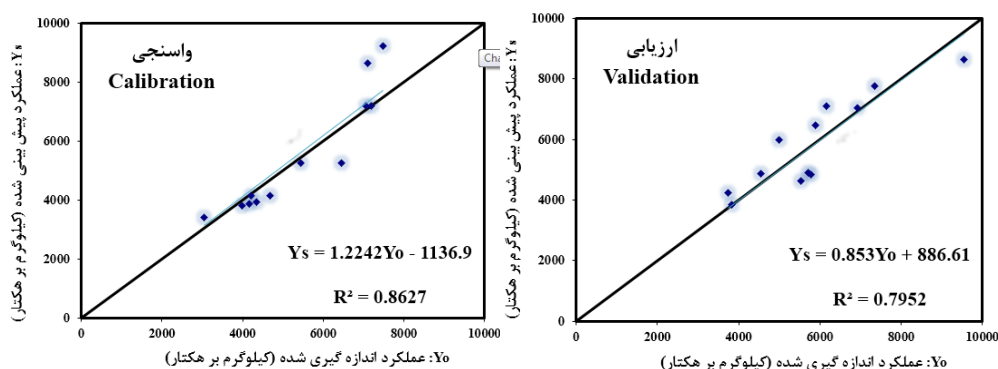 Ys: عملکرد پیش بینی شده (کیلوگرم بر هکتار)
10000
8000
6000
4000
2000
0
واسنجی
Calibration
Cha
Ys = 1.2242Yo - 1136.9
R² = 0.8627
0 2000 4000 6000 8000 10000
Yo: عملکرد اندازه گیری شده (کیلوگرم بر هکتار)
Ys: عملکرد پیش بینی شده (کیلوگرم بر هکتار)
10000
8000
6000
4000
2000
0
ارزیابی
Validation
Ys = 0.853Yo + 886.61
R² = 0.7952
0 2000 4000 6000 8000 10000
Yo: عملکرد اندازه گیری شده (کیلوگرم بر هکتار)